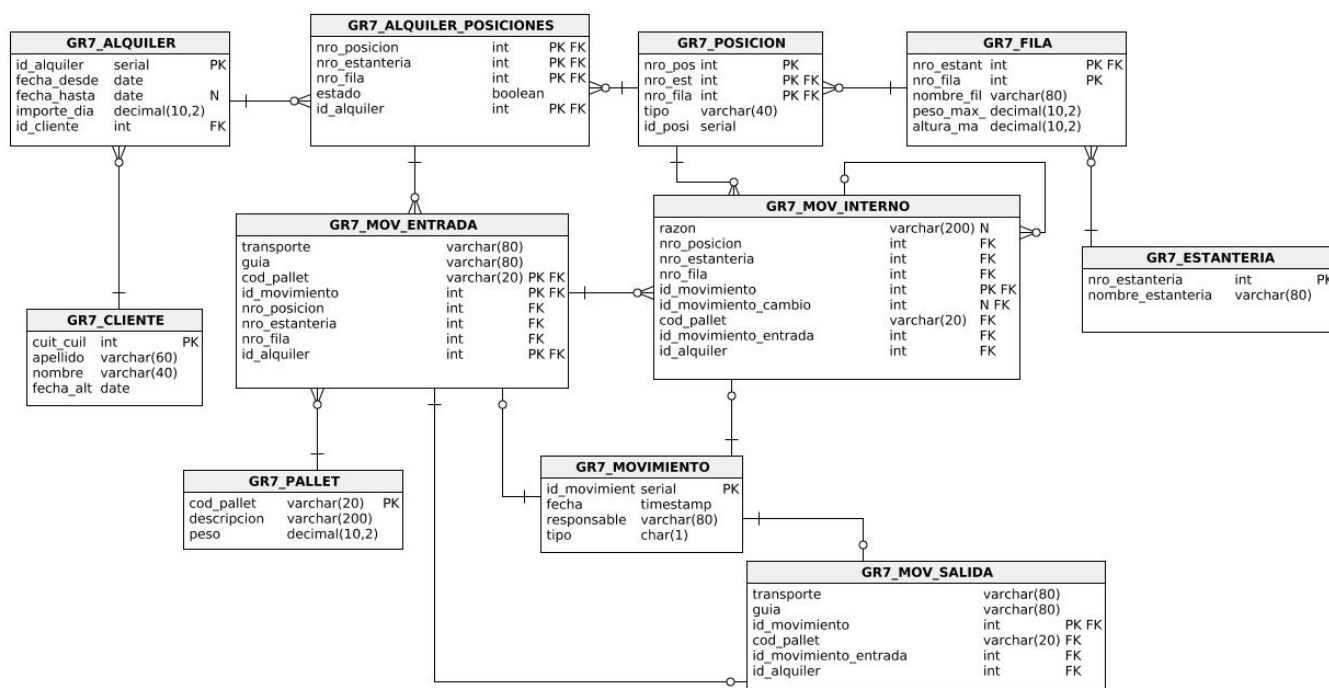 GR7_ALQUILER
id_alquiler serial PK
fecha_desde date
fecha_hasta date N
importe_dia decimal(10,2)
id_cliente int FK
GR7_ALQUILER_POSICIONES
nro_posicion int PK FK
nro_estanteria int PK FK
nro_fila int PK FK
estado boolean
id_alquiler int PK FK
GR7_POSICION
nro_pos int PK
nro_est int PK FK
nro_fila int PK FK
tipo varchar(40)
id_posi serial
GR7_FILA
nro_estant int PK FK
nro_fila int PK
nombre_fil varchar(80)
peso_max_ decimal(10,2)
altura_ma decimal(10,2)
GR7_MOV_ENTRADA
transporte varchar(80)
guia varchar(80)
cod_pallet varchar(20) PK FK
id_movimiento int PK FK
nro_posicion int FK
nro_estanteria int FK
nro_fila int FK
id_alquiler int PK FK
GR7_MOV_INTERNO
razon varchar(200) N
nro_posicion int FK
nro_estanteria int FK
nro_fila int FK
id_movimiento int PK FK
id_movimiento_cambio int N FK
cod_pallet varchar(20) FK
id_movimiento_entrada int FK
id_alquiler int FK
GR7_ESTANTERIA
nro_estanteria int PK
nombre_estanteria varchar(80)
GR7_CLIENTE
cuit_cuil int PK
apellido varchar(60)
nombre varchar(40)
fecha_alt date
GR7_PALLET
cod_pallet varchar(20) PK
descripcion varchar(200)
peso decimal(10,2)
GR7_MOVIMIENTO
id_movimient serial PK
fecha timestamp
responsable varchar(80)
tipo char(1)
GR7_MOV_SALIDA
transporte varchar(80)
guia varchar(80)
id_movimiento int PK FK
cod_pallet varchar(20) FK
id_movimiento_entrada int FK
id_alquiler int FK